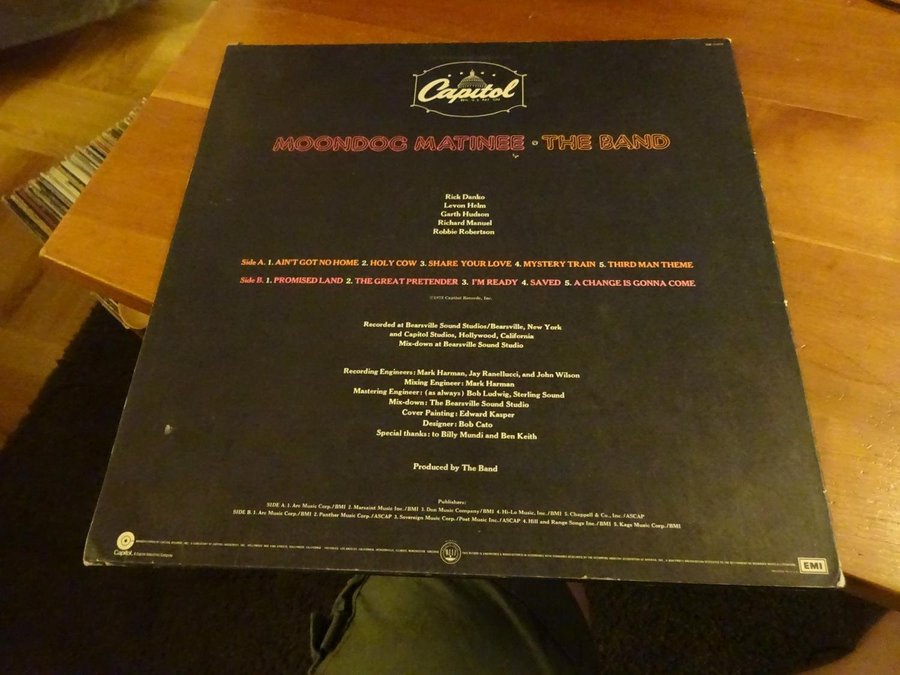 Capitol
MOONDOG MATINEE • THE BAND
Rick Danko
Levon Helm
Garth Hudson
Richard Manuel
Robbie Robertson
Side A. 1. AIN'T GOT NO HOME 2. HOLY COW 3. SHARE YOUR LOVE 4. MYSTERY TRAIN 5. THIRD MAN THEME
Side B. 1. PROMISED LAND 2. THE GREAT PRETENDER 3. I'M READY 4. SAVED 5. A CHANGE IS GONNA COME
©1973 Capitol Records, Inc.
Recorded at Bearsville Sound Studios/Bearsville, New York
and Capitol Studios, Hollywood, California
Mix-down at Bearsville Sound Studio
Recording Engineers: Mark Harman, Jay Ranellucci, and John Wilson
Mixing Engineer: Mark Harman
Mastering Engineer: (as always) Bob Ludwig, Sterling Sound
Mix-down: The Bearsville Sound Studio
Cover Painting: Edward Kasper
Designer: Bob Cato
Special thanks: to Billy Mundi and Ben Keith
Produced by The Band
Publishers:
SIDE A. 1. Arc Music Corp./BMI 2. Marsaint Music Inc./BMI 3. Don Music Company/BMI 4. Hi-Lo Music, Inc./BMI 5. Chappell & Co., Inc./ASCAP
SIDE B. 1. Arc Music Corp./BMI 2. Panther Music Corp./ASCAP 3. Sovereign Music Corp./Post Music Inc./ASCAP 4. Hill and Range Songs Inc./BMI 5. Kags Music Corp./BMI
Capitol
EMI